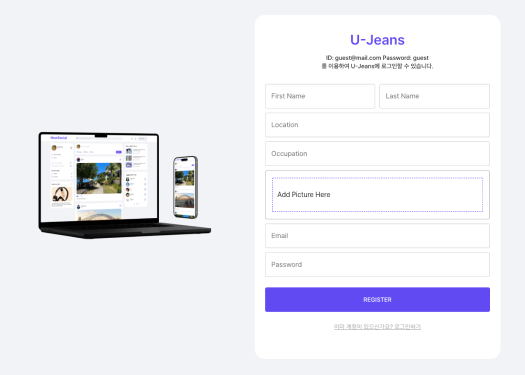 U-Jeans
ID: guest@mail.com Password: guest
를 이용하여 U-Jeans에 로그인할 수 있습니다.
First Name
Last Name
Location
Occupation
Add Picture Here
Email
Password
REGISTER
이미 계정이 있으신가요? 로그인하기